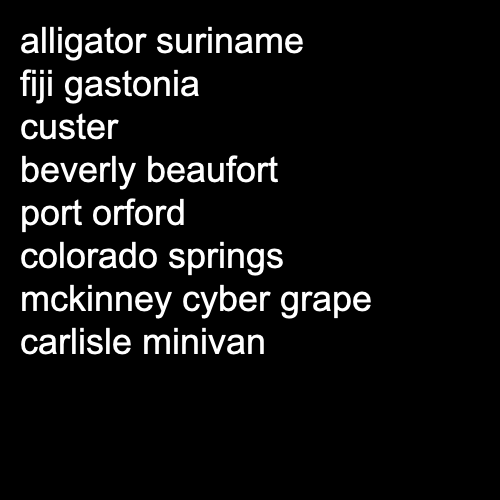 alligator suriname
fiji gastonia
custer
beverly beaufort
port orford
colorado springs
mckinney cyber grape
carlisle minivan